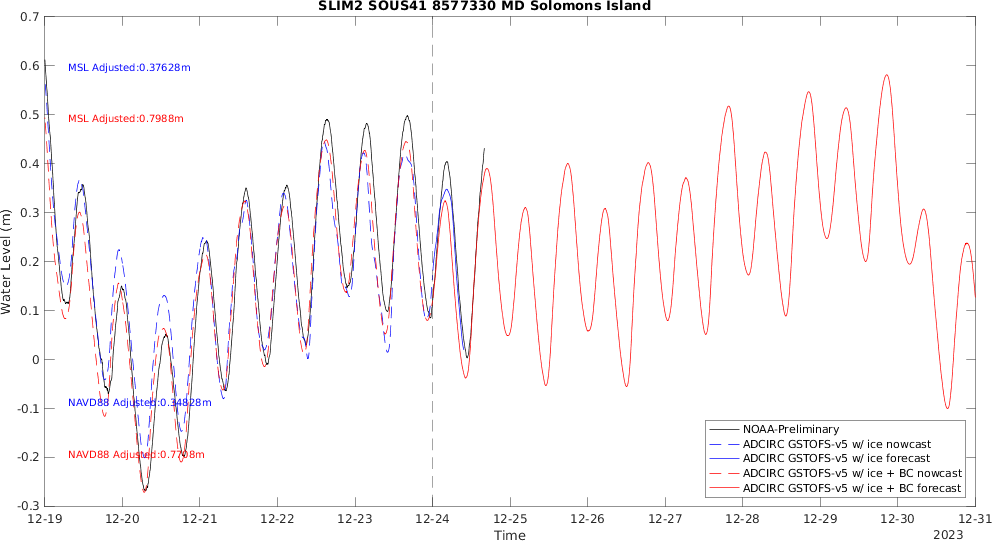 SLIM2 SOUS41 8577330 MD Solomons Island
0.7
0.6
0.5
0.4
0.3
0.2
0.1
0
-0.1
-0.2
-0.3
Water Level (m)
MSL Adjusted:0.37628m
MSL Adjusted:0.7988m
NAVD88 Adjusted:0.34828m
NAVD88 Adjusted:0.7708m
NOAA-Preliminary
ADCIRC GSTOFS-v5 w/ ice nowcast
ADCIRC GSTOFS-v5 w/ ice forecast
ADCIRC GSTOFS-v5 w/ ice + BC nowcast
ADCIRC GSTOFS-v5 w/ ice + BC forecast
12-19 12-20 12-21 12-22 12-23 12-24 12-25 12-26 12-27 12-28 12-29 12-30 12-31
Time
2023